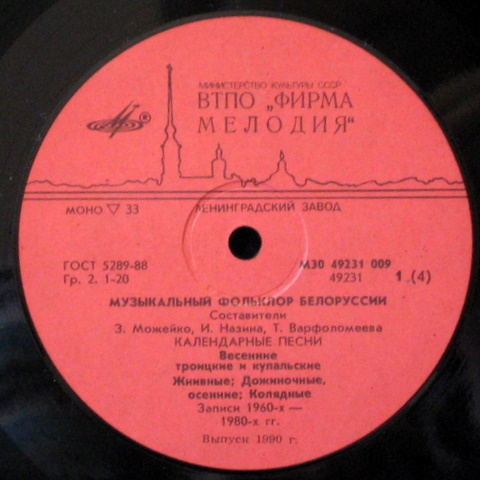 МИНИСТЕРСТВО КУЛЬТУРЫ СССР
ВТПО „ФИРМА
МЕЛОДИЯ“
МОНО ▽ 33
ЛЕНИНГРАДСКИЙ ЗАВОД
ГОСТ 5289-88
М30 49231 009
Гр. 2. 1-20
49231
1 (4)
МУЗЫКАЛЬНЫЙ ФОЛЬКЛОР БЕЛОРУССИИ
Составители
З. Можейко, И. Назина, Т. Варфоломеева
КАЛЕНДАРНЫЕ ПЕСНИ
Весенние
троицкие и купальские
Жнивные; Дожиночные,
осенние; Колядные
Записи 1960-х —
1980-х гг.
Выпуск 1990 г.